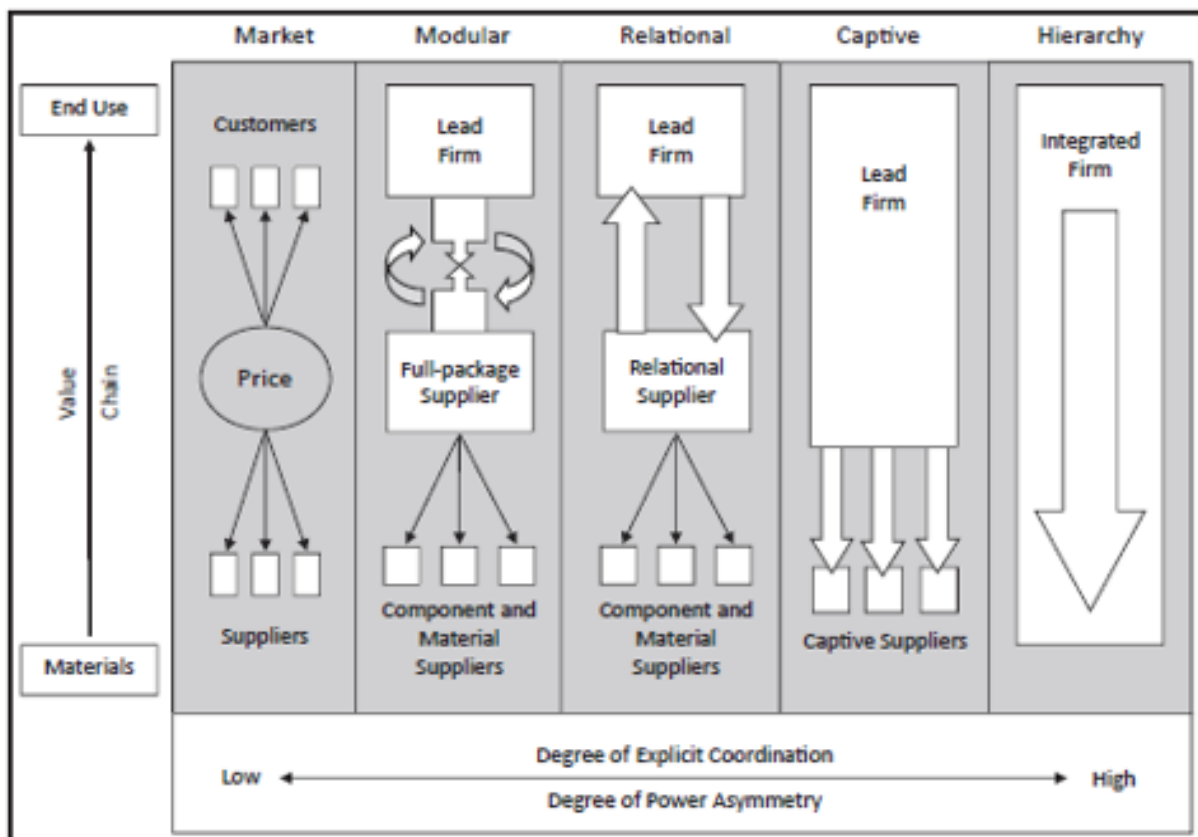 Market
Modular
Relational
Captive
Hierarchy
End Use
Value
Chain
Materials
Customers
Price
Suppliers
Lead
Firm
Full-package
Supplier
Component and
Material
Suppliers
Lead
Firm
Relational
Supplier
Component and
Material
Suppliers
Lead
Firm
Captive Suppliers
Integrated
Firm
Degree of Explicit Coordination
Low
High
Degree of Power Asymmetry